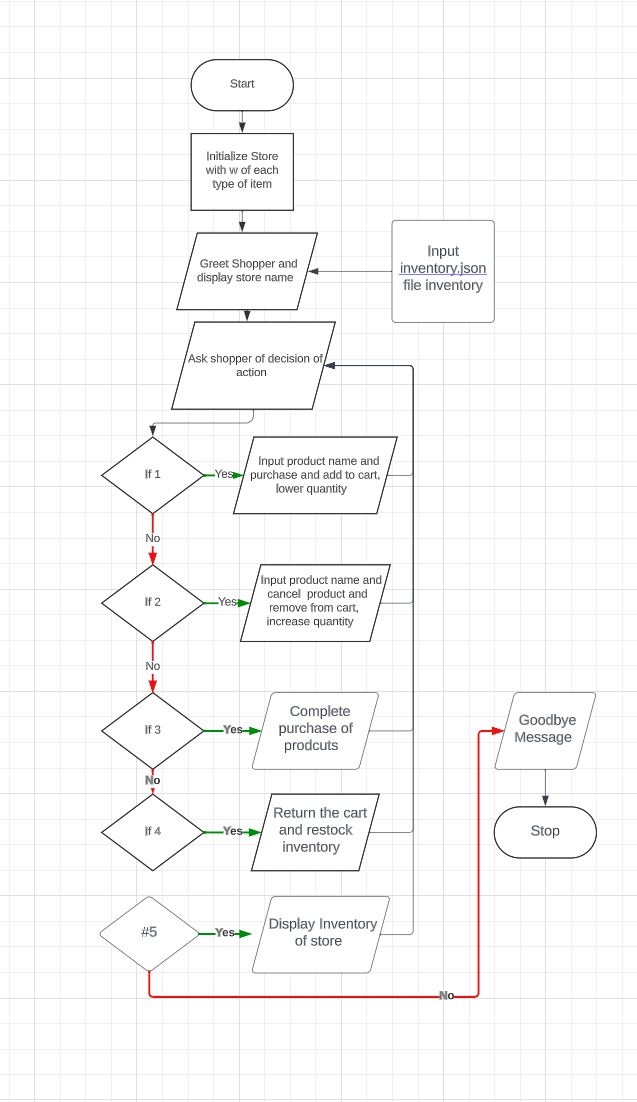 Start
Initialize Store
with w of each
type of item
Greet Shopper and
display store name
Input
inventory.json
file inventory
Ask shopper of decision of
action
If 1
Yes
Input product name and
purchase and add to cart,
lower quantity
No
If 2
Yes
Input product name and
cancel product and
remove from cart,
increase quantity
No
If 3
Yes
Complete
purchase of
prodcuts
Goodbye
Message
No
If 4
Yes
Return the cart
and restock
inventory
Stop
#5
Yes
Display Inventory
of store
No